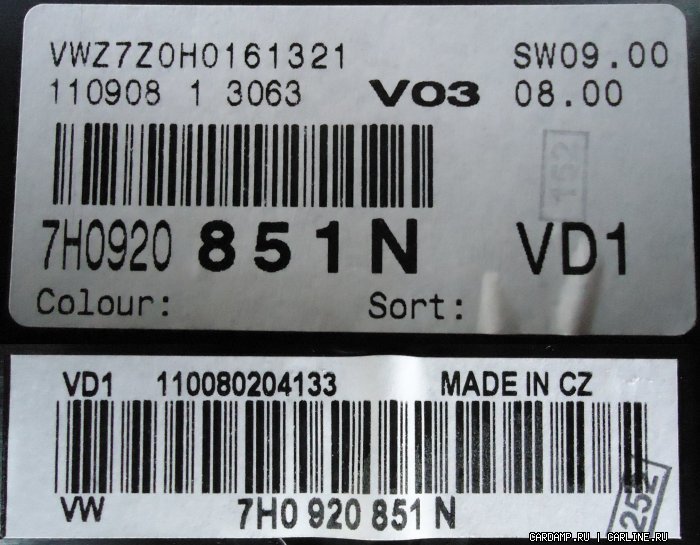 VWZ7Z0H0161321 SW09.00
110908 1 3063 V03 08.00
152
7H0920 851N VD1
Colour: Sort:
VD1 110080204133 MADE IN CZ
VW 7H0 920 851 N
252
CARDAMP.RU | CARLINE.RU